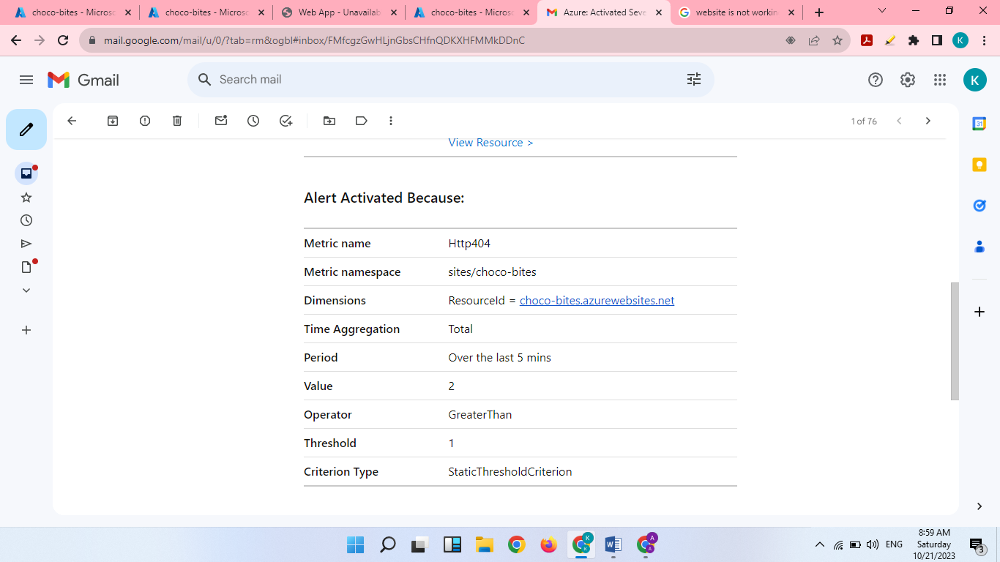 choco-bites - Microsc
choco-bites - Microsc
Web App - Unavailab
choco-bites - Microsc
Azure: Activated Seve
website is not workin
mail.google.com/mail/u/0/?tab=rm&ogbl#inbox/FMfcgzGwHLjnGbsCHfnQDKXHFMMkDDnC
K
Gmail
Search mail
K
1 of 76
31
View Resource >
Alert Activated Because:
Metric name Http404
Metric namespace sites/choco-bites
Dimensions ResourceId = choco-bites.azurewebsites.net
Time Aggregation Total
Period Over the last 5 mins
Value 2
Operator GreaterThan
Threshold 1
Criterion Type StaticThresholdCriterion
K
K
W
A
A
ENG
8:59 AM
Saturday
10/21/2023
3